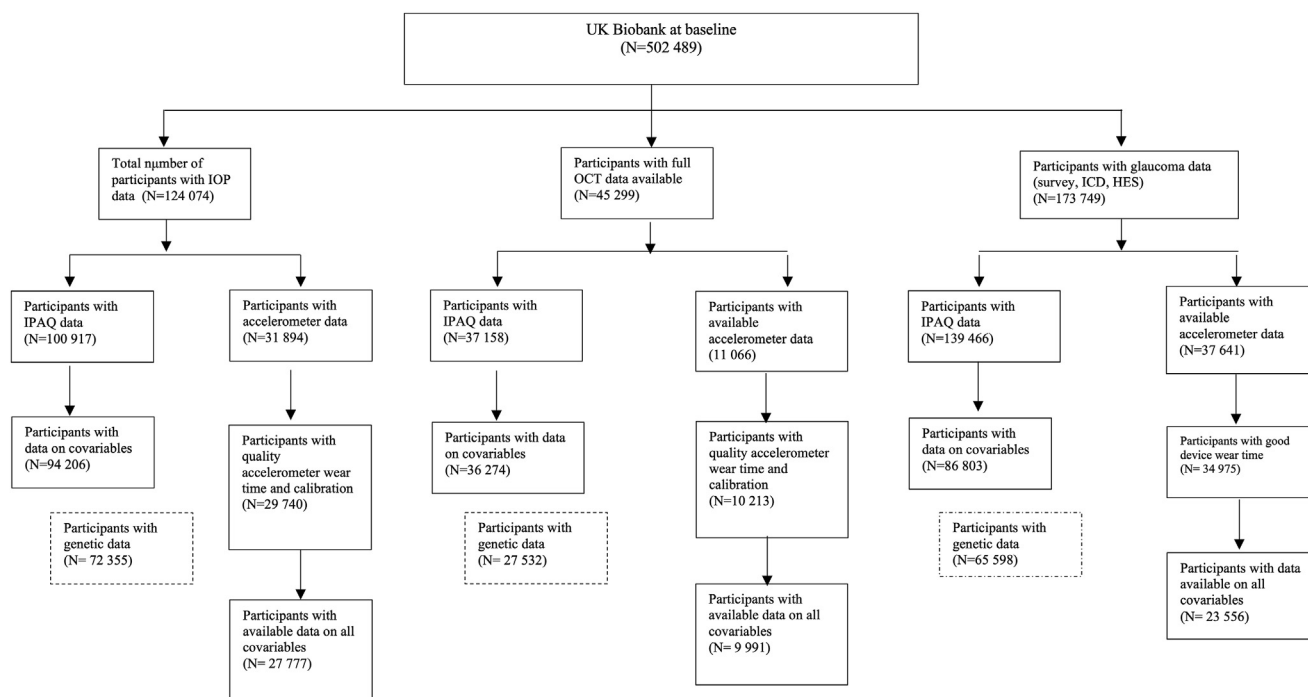 UK Biobank at baseline
(N=502 489)
Total nμmber of
participants with IOP
data (N=124 074)
Participants with full
OCT data available
(N=45 299)
Participants with glaucoma data
(survey, ICD, HES)
(N=173 749)
Participants with
IPAQ data
(N=100 917)
Participants with
accelerometer data
(N=31 894)
Participants with
IPAQ data
(N=37 158)
Participants with
available
accelerometer data
(11 066)
Participants with
IPAQ data
(N=139 466)
Participants with
available
accelerometer data
(N=37 641)
Participants with
data on covariables
(N=94 206)
Participants with
quality
accelerometer wear
time and calibration
(N=29 740)
Participants with data
on covariables
(N=36 274)
Participants with
quality accelerometer
wear time and
calibration
(N=10 213)
Participants with
data on covariables
(N=86 803)
Participants with good
device wear time
(N= 34 975)
Participants with
genetic data
(N= 72 355)
Participants with
genetic data
(N= 27 532)
Participants with
genetic data
(N=65 598)
Participants with
available data on all
covariables
(N= 27 777)
Participants with
available data on all
covariables
(N= 9 991)
Participants with data
available on all
covariables
(N= 23 556)